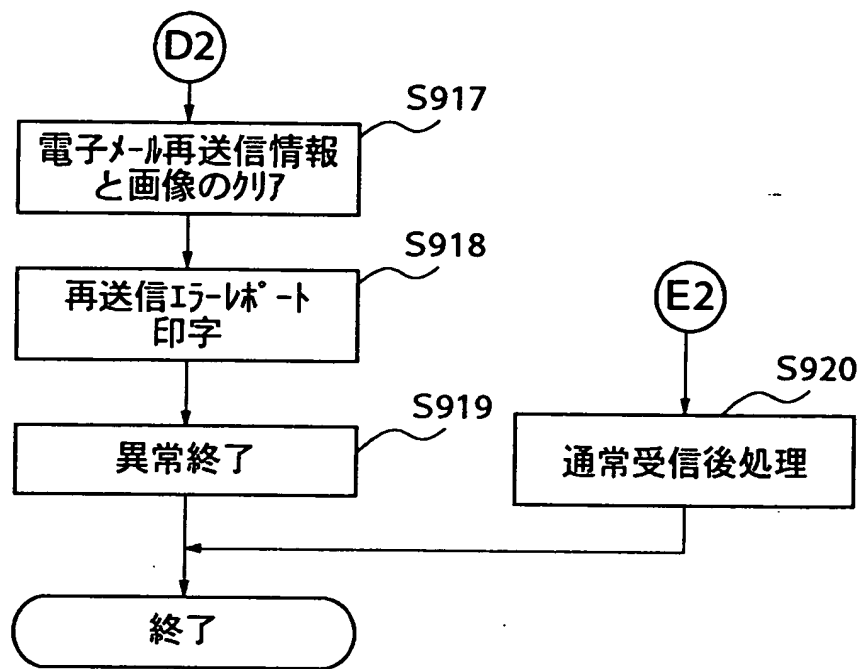 D2
S917
電子ﾒｰﾙ再送信情報
と画像のｸﾘｱ
S918
再送信ｴﾗｰﾚﾎﾟｰﾄ
印字
S919
異常終了
E2
S920
通常受信後処理
終了